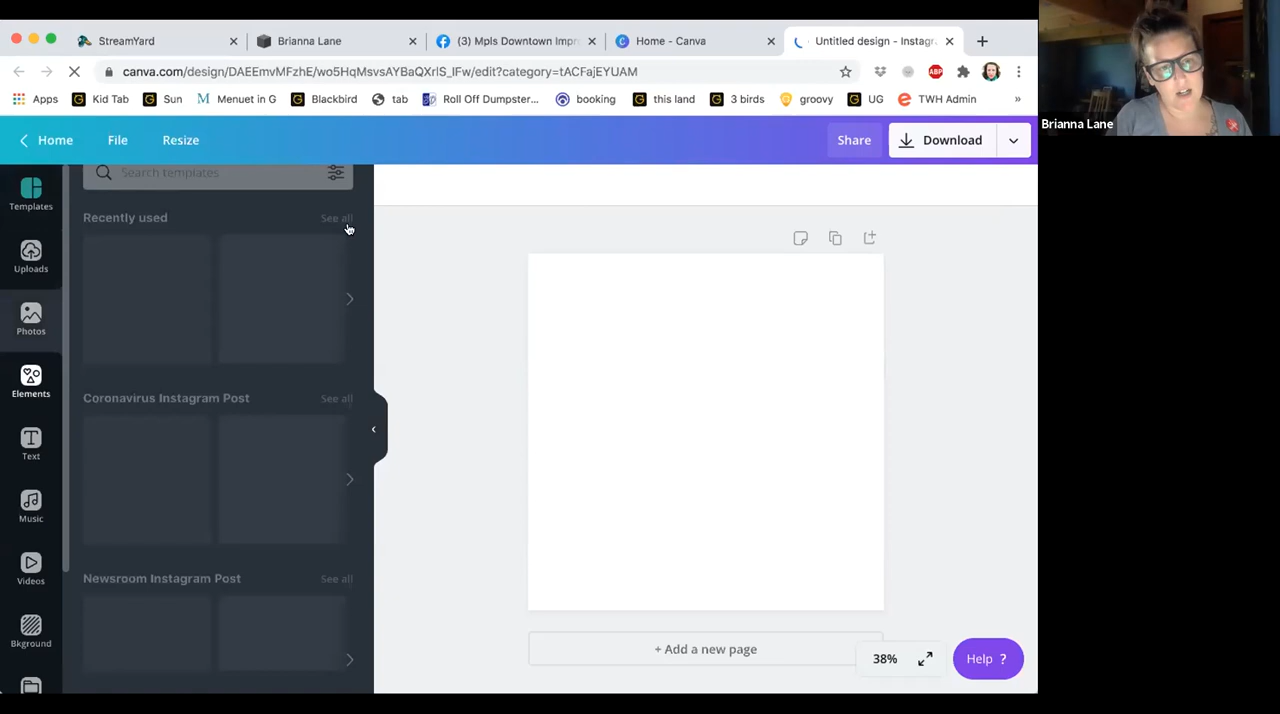 StreamYard
Brianna Lane
(3) Mpls Downtown Impr
Home - Canva
Untitled design - Instagr
canva.com/design/DAEEmvMFzhE/wo5HqMsvsAYBaQXrlS_lFw/edit?category=tACFajEYUAM
ABP
Apps
Kid Tab
Sun
Menuet in G
Blackbird
tab
Roll Off Dumpster...
booking
this land
3 birds
groovy
UG
TWH Admin
»
Brianna Lane
Home
File
Resize
Share
Download
Templates
Uploads
Photos
Elements
Text
Music
Videos
Bkground
Search templates
Recently used
See all
Coronavirus Instagram Post
See all
Newsroom Instagram Post
See all
+ Add a new page
38%
Help ?